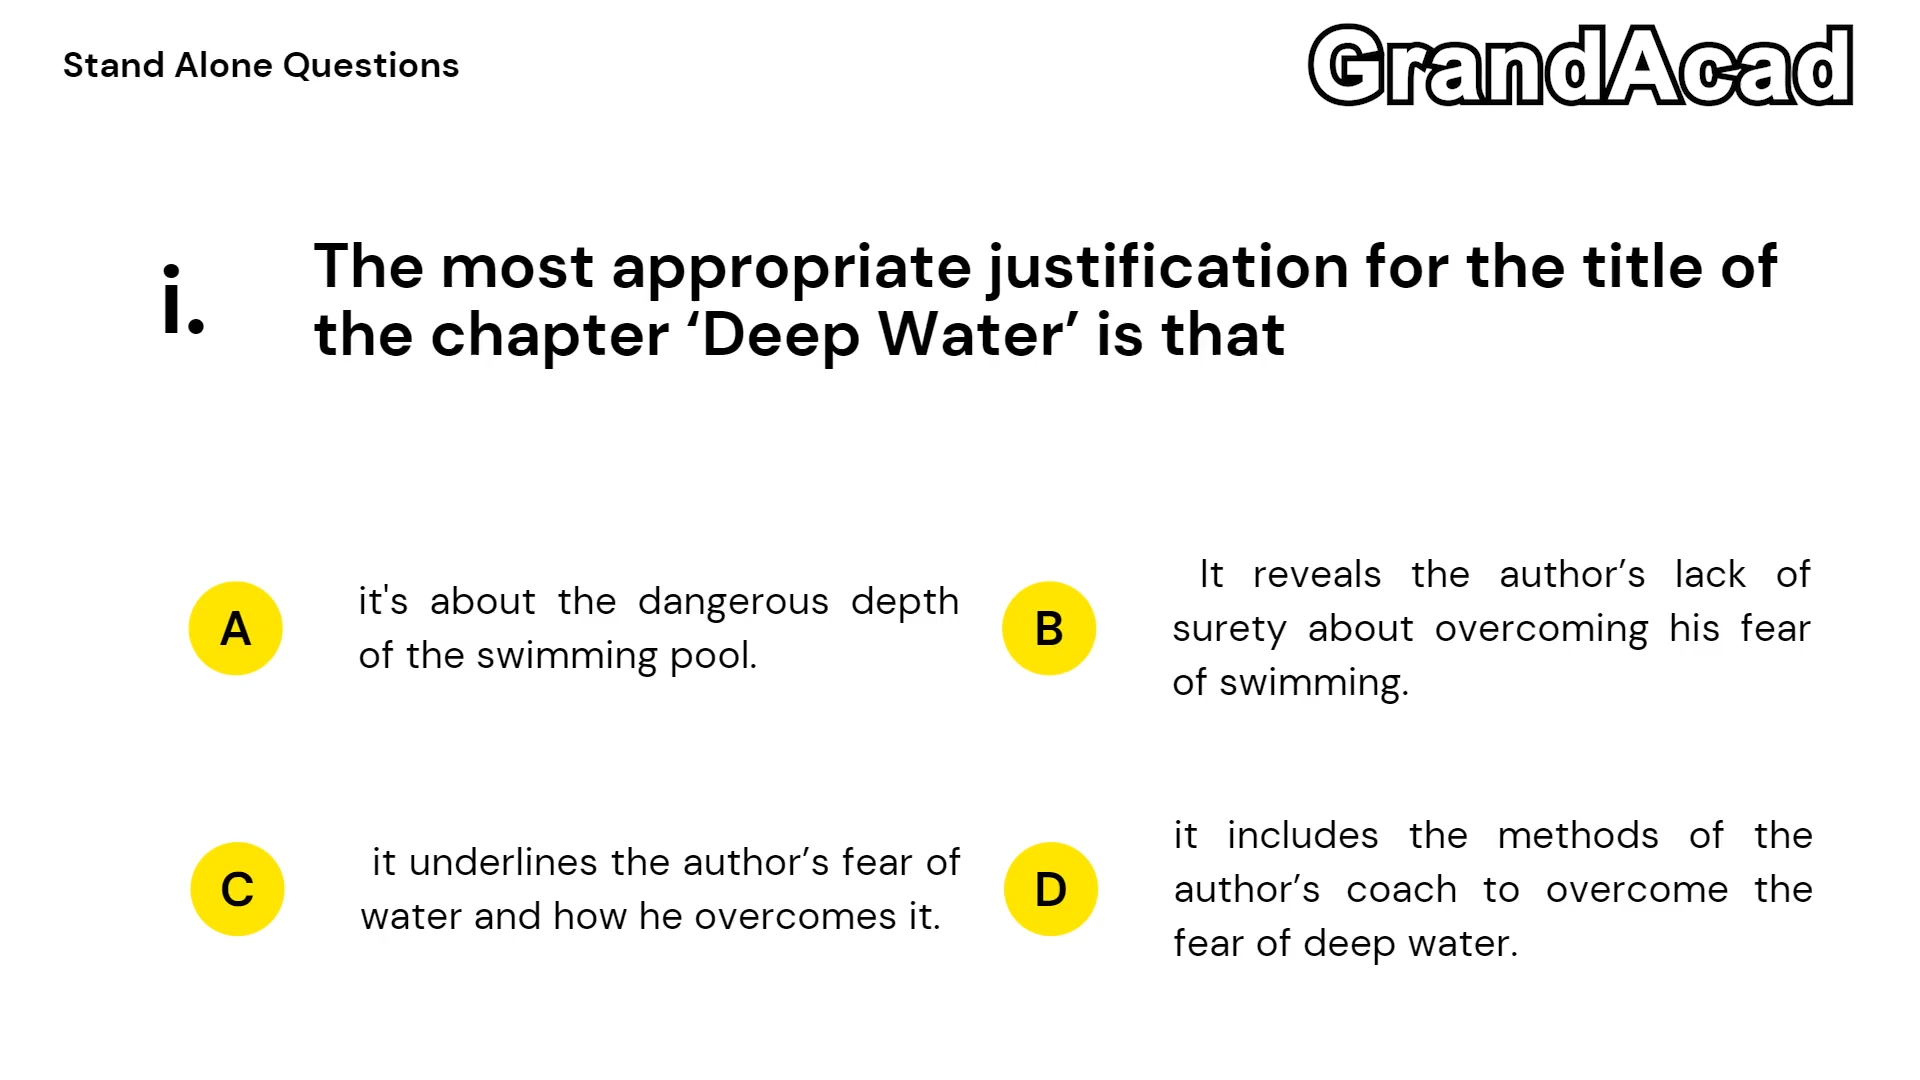 Stand Alone Questions
GrandAcad
i.
The most appropriate justification for the title of
the chapter ‘Deep Water’ is that
A
it's about the dangerous depth
of the swimming pool.
B
It reveals the author’s lack of
surety about overcoming his fear
of swimming.
C
it underlines the author’s fear of
water and how he overcomes it.
D
it includes the methods of the
author’s coach to overcome the
fear of deep water.